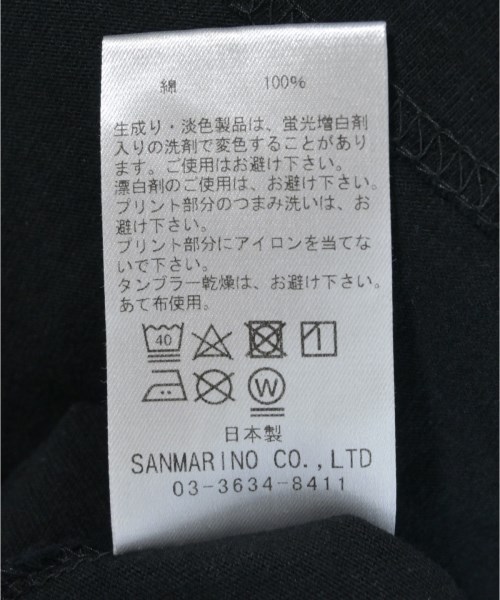 綿 100%
生成り・淡色製品は、蛍光増白剤
入りの洗剤で変色することがあり
ます。ご使用はお避け下さい。
漂白剤のご使用は、お避け下さい。
プリント部分のつまみ洗いは、お
避け下さい。
プリント部分にアイロンを当てな
いで下さい。
タンブラー乾燥は、お避け下さい。
あて布使用。
40
W
日本製
SANMARINO CO.,LTD
03-3634-8411